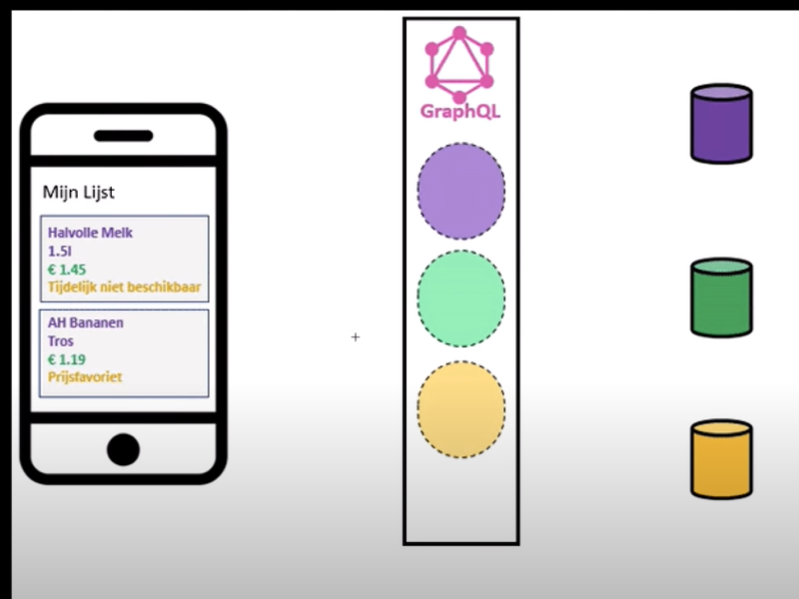 GraphQL
Mijn Lijst
Halvolle Melk
1.5l
€ 1.45
Tijdelijk niet beschikbaar
AH Bananen
Tros
€ 1.19
Prijsfavoriet